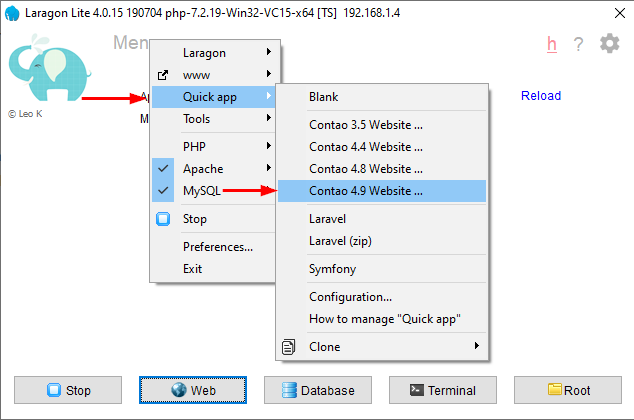 Laragon Lite 4.0.15 190704 php-7.2.19-Win32-VC15-x64 [TS] 192.168.1.4
Men
h ?
© Leo K
Reload
Laragon
www
Quick app
Tools
PHP
Apache
MySQL
Stop
Preferences...
Exit
Blank
Contao 3.5 Website ...
Contao 4.4 Website ...
Contao 4.8 Website ...
Contao 4.9 Website ...
Laravel
Laravel (zip)
Symfony
Configuration...
How to manage "Quick app"
Clone
Stop
Web
Database
Terminal
Root